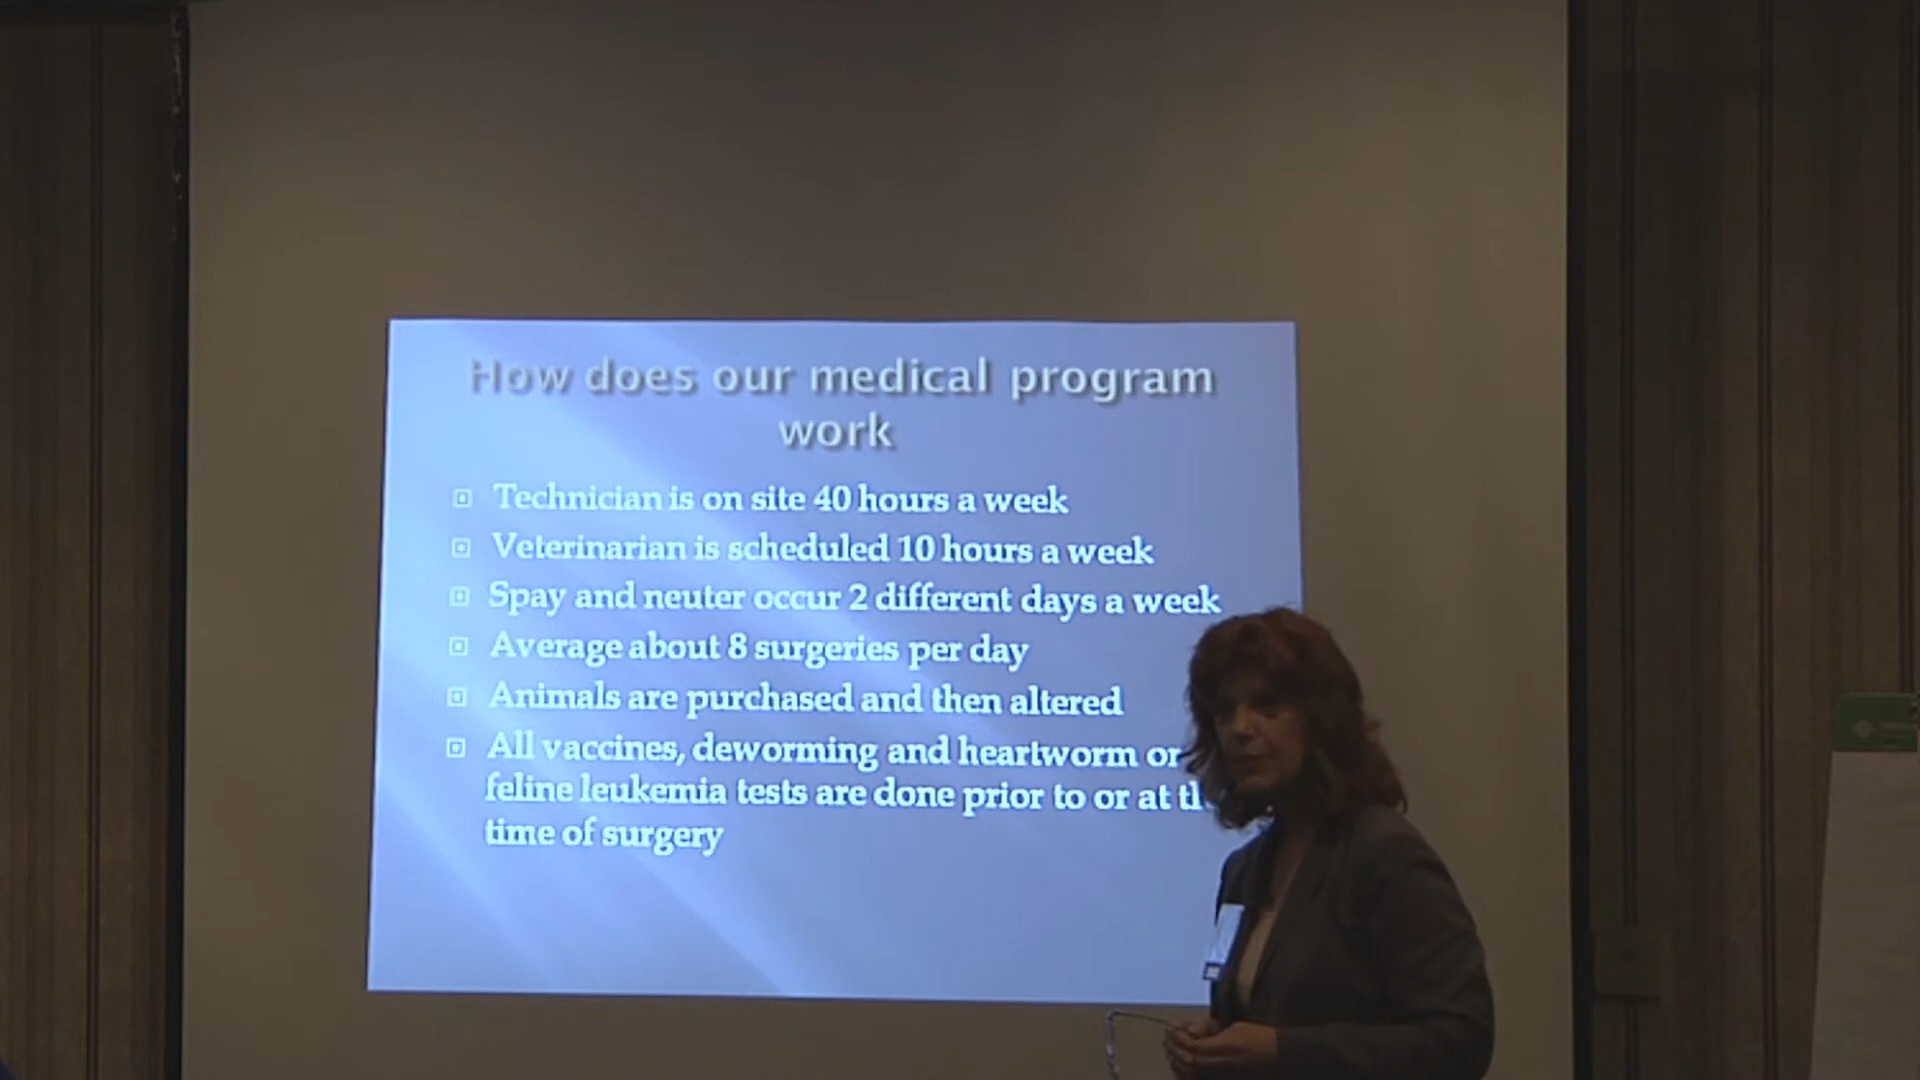 How does our medical program
work
Technician is on site 40 hours a week
Veterinarian is scheduled 10 hours a week
Spay and neuter occur 2 different days a week
Average about 8 surgeries per day
Animals are purchased and then altered
All vaccines, deworming and heartworm or
feline leukemia tests are done prior to or at
time of surgery